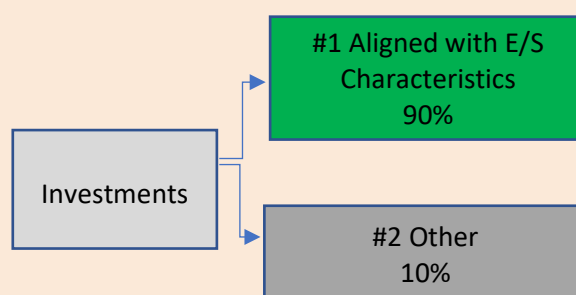 #1 Aligned with E/S
Characteristics
90%
Investments
#2 Other
10%